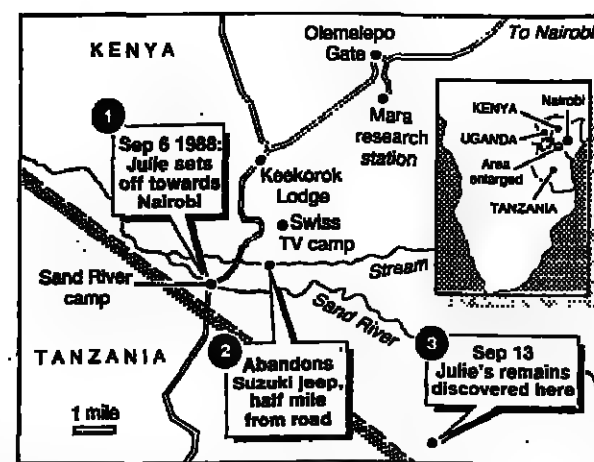 KENYA
Olemalepo
Gate
To Nairobi
1
Sep 6 1988:
Julie sets
off towards
Nairobi
Mara
research
station
KENYA
Nairobi
UGANDA
Area
enlarged
TANZANIA
Keekorok
Lodge
Swiss
TV camp
Sand River
camp
Stream
Sand River
TANZANIA
2
Abandons
Suzuki jeep,
half mile
from road
3
Sep 13
Julie's remains
discovered here
1 mile